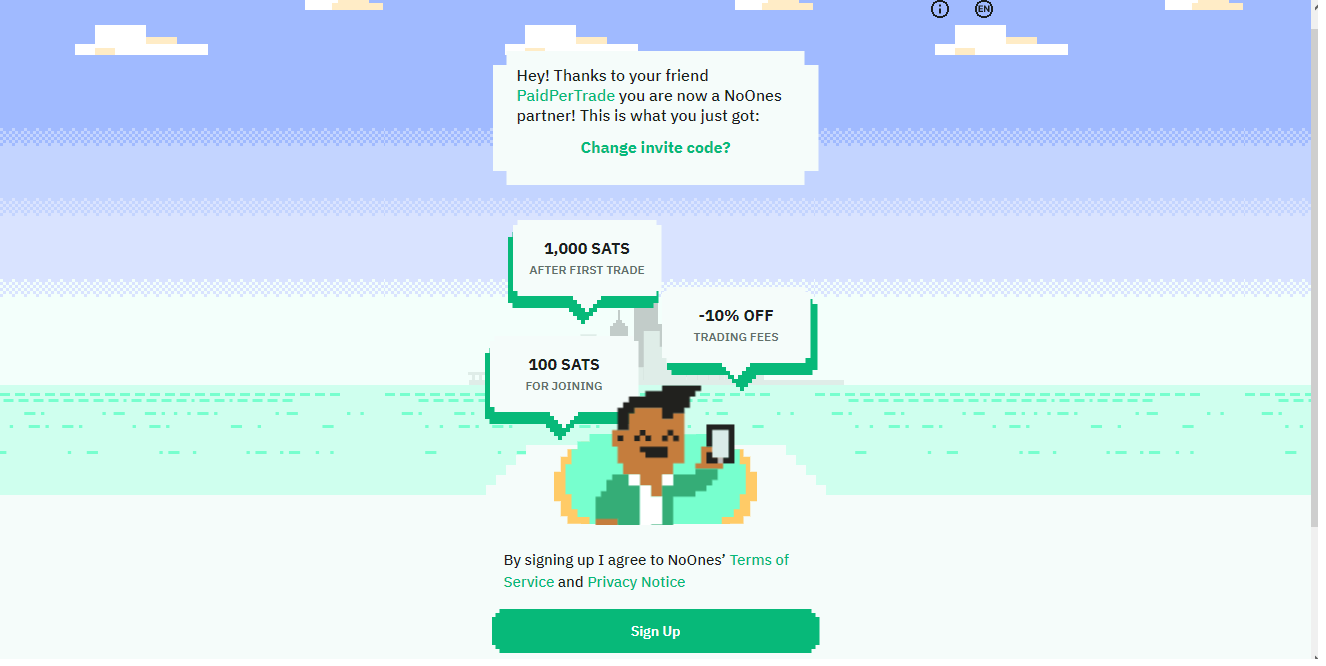 EN
Hey! Thanks to your friend
PaidPerTrade you are now a NoOnes
partner! This is what you just got:
Change invite code?
1,000 SATS
AFTER FIRST TRADE
-10% OFF
TRADING FEES
100 SATS
FOR JOINING
By signing up I agree to NoOnes’ Terms of
Service and Privacy Notice
Sign Up